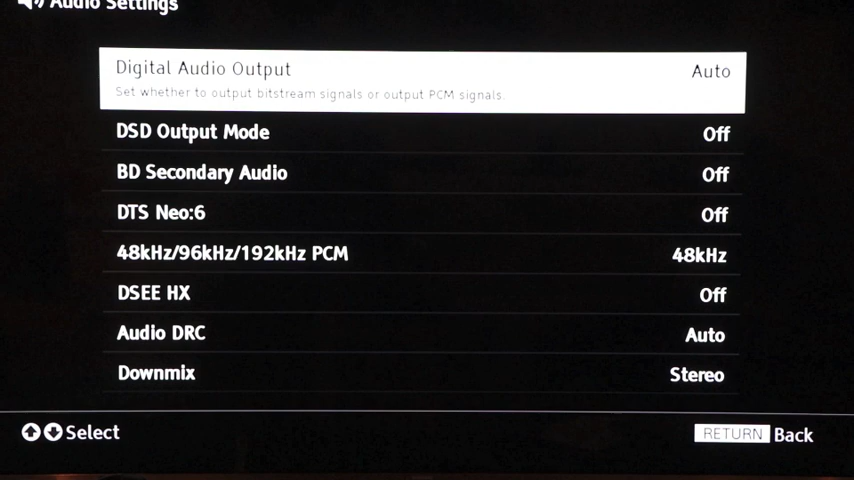 Audio Settings
Digital Audio Output Auto
Set whether to output bitstream signals or output PCM signals.
DSD Output Mode Off
BD Secondary Audio Off
DTS Neo:6 Off
48kHz/96kHz/192kHz PCM 48kHz
DSEE HX Off
Audio DRC Auto
Downmix Stereo
Select RETURN Back